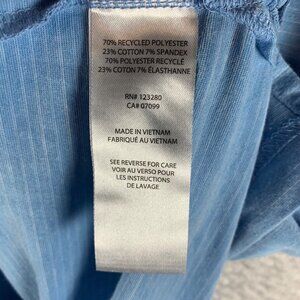 70% RECYCLED POLYESTER
23% COTTON 7% SPANDEX
70% POLYESTER RECYCLÉ
23% COTON 7% ÉLASTHANNE
RN# 123280
CA# 07099
MADE IN VIETNAM
FABRIQUÉ AU VIETNAM
SEE REVERSE FOR CARE
VOIR AU VERSO POUR
LES INSTRUCTIONS
DE LAVAGE